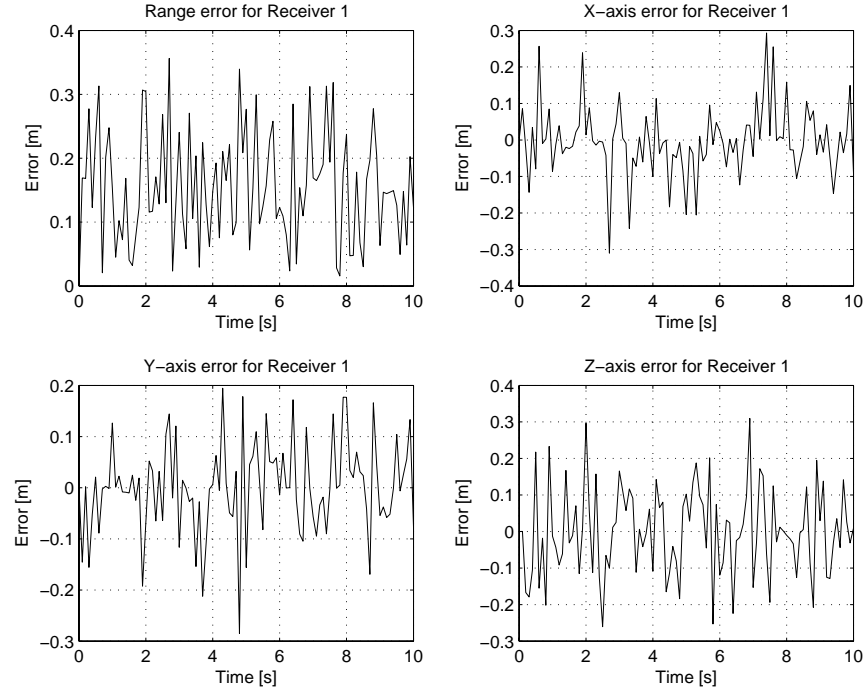 Range error for Receiver 1
0.4
0.3
0.2
0.1
0
Error [m]
0 2 4 6 8 10
Time [s]
X−axis error for Receiver 1
0.3
0.2
0.1
0
−0.1
−0.2
−0.3
−0.4
Error [m]
0 2 4 6 8 10
Time [s]
Y−axis error for Receiver 1
0.2
0.1
0
−0.1
−0.2
−0.3
Error [m]
0 2 4 6 8 10
Time [s]
Z−axis error for Receiver 1
0.4
0.3
0.2
0.1
0
−0.1
−0.2
−0.3
Error [m]
0 2 4 6 8 10
Time [s]